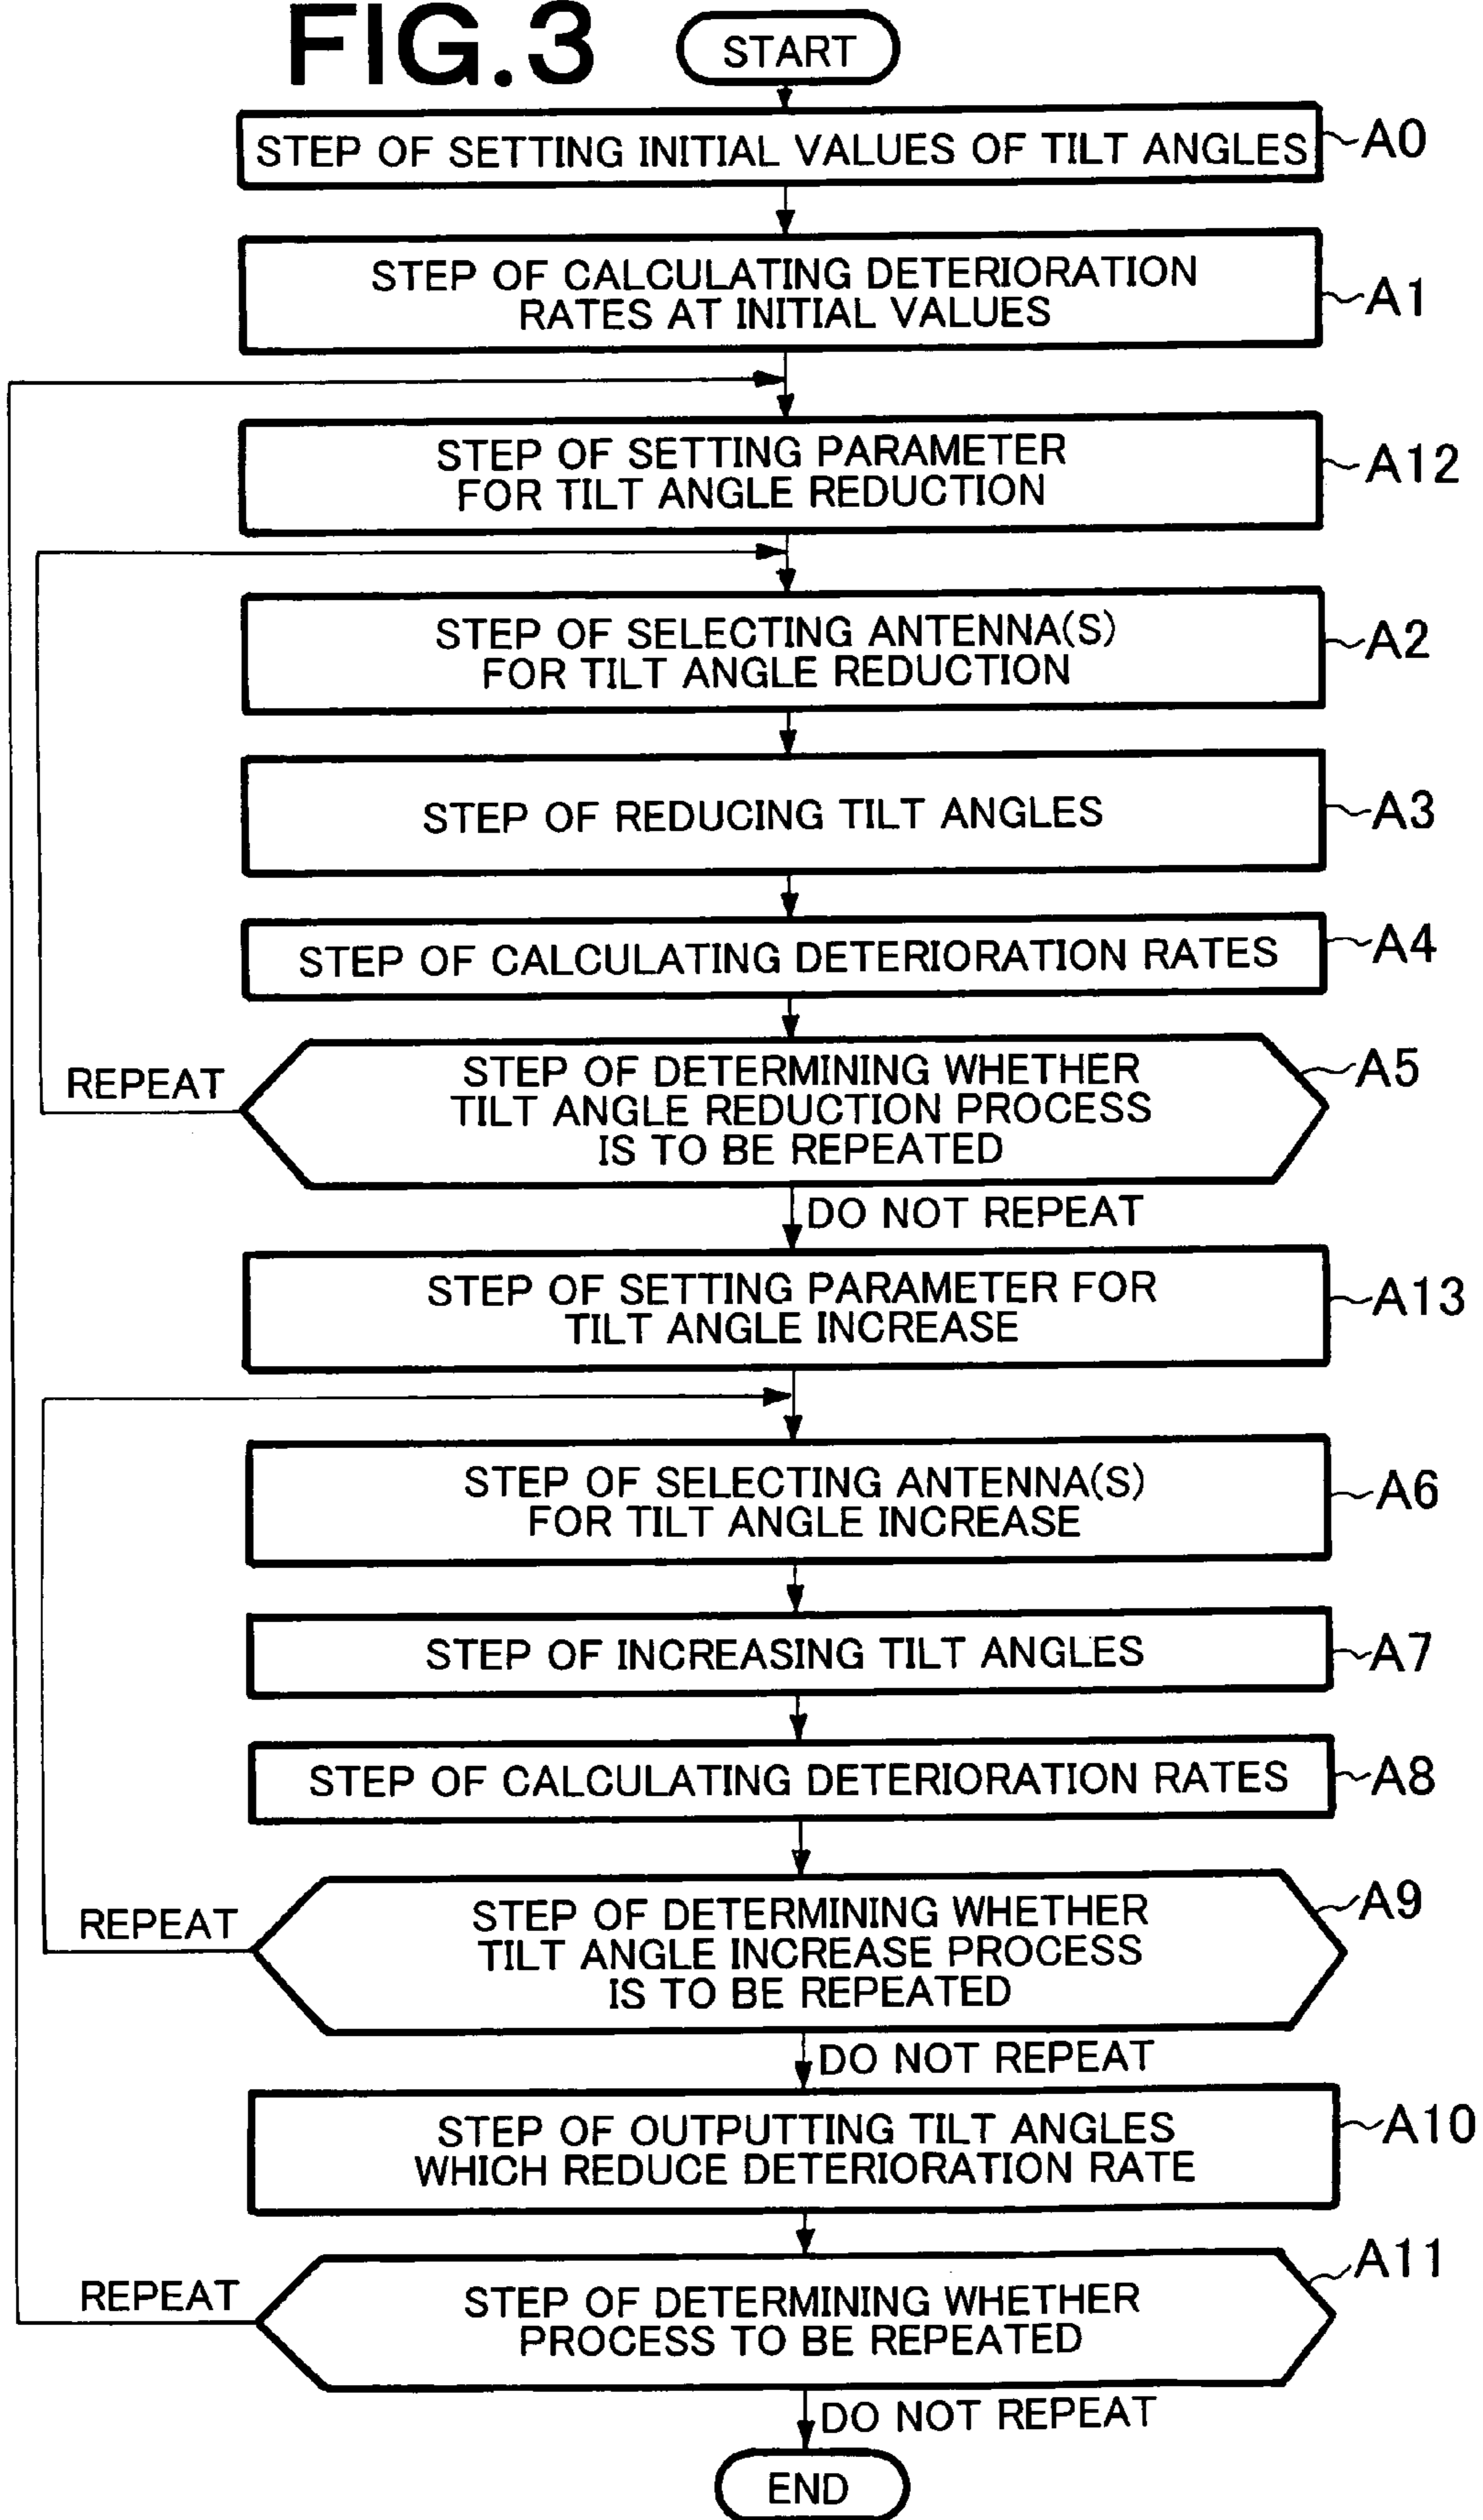 FIG.3
START
STEP OF SETTING INITIAL VALUES OF TILT ANGLES
A0
STEP OF CALCULATING DETERIORATION
RATES AT INITIAL VALUES
A1
STEP OF SETTING PARAMETER
FOR TILT ANGLE REDUCTION
A12
STEP OF SELECTING ANTENNA(S)
FOR TILT ANGLE REDUCTION
A2
STEP OF REDUCING TILT ANGLES
A3
STEP OF CALCULATING DETERIORATION RATES
A4
REPEAT
STEP OF DETERMINING WHETHER
TILT ANGLE REDUCTION PROCESS
IS TO BE REPEATED
A5
DO NOT REPEAT
STEP OF SETTING PARAMETER FOR
TILT ANGLE INCREASE
A13
STEP OF SELECTING ANTENNA(S)
FOR TILT ANGLE INCREASE
A6
STEP OF INCREASING TILT ANGLES
A7
STEP OF CALCULATING DETERIORATION RATES
A8
REPEAT
STEP OF DETERMINING WHETHER
TILT ANGLE INCREASE PROCESS
IS TO BE REPEATED
A9
DO NOT REPEAT
STEP OF OUTPUTTING TILT ANGLES
WHICH REDUCE DETERIORATION RATE
A10
REPEAT
STEP OF DETERMINING WHETHER
PROCESS TO BE REPEATED
A11
DO NOT REPEAT
END